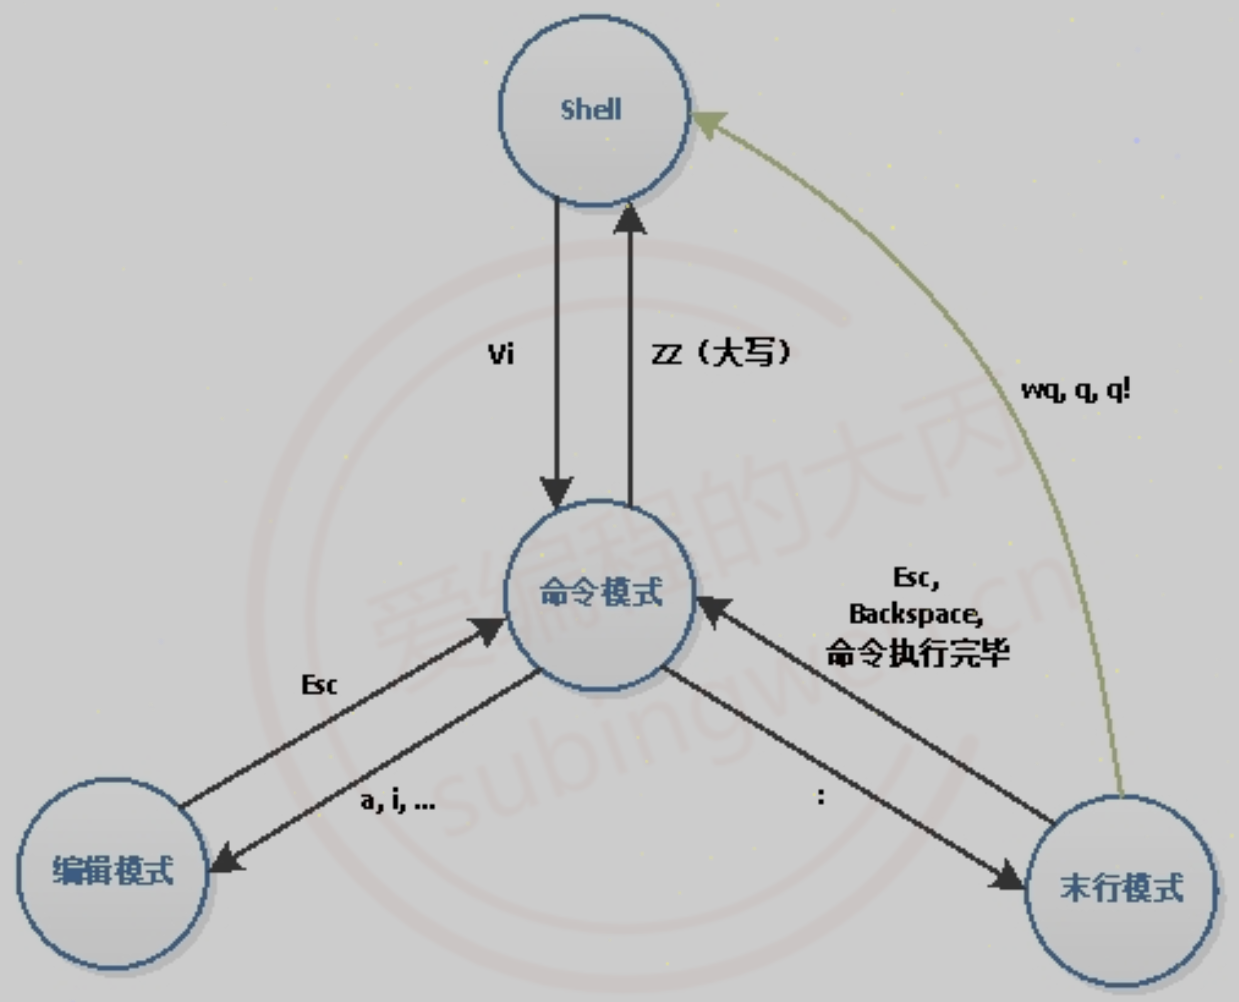 Shell
Vi
ZZ（大写）
wq, q, q!
命令模式
Esc,
Backspace,
命令执行完毕
Esc
a, i, ...
:
编辑模式
末行模式
爱编程的大丙
subingwen.cn